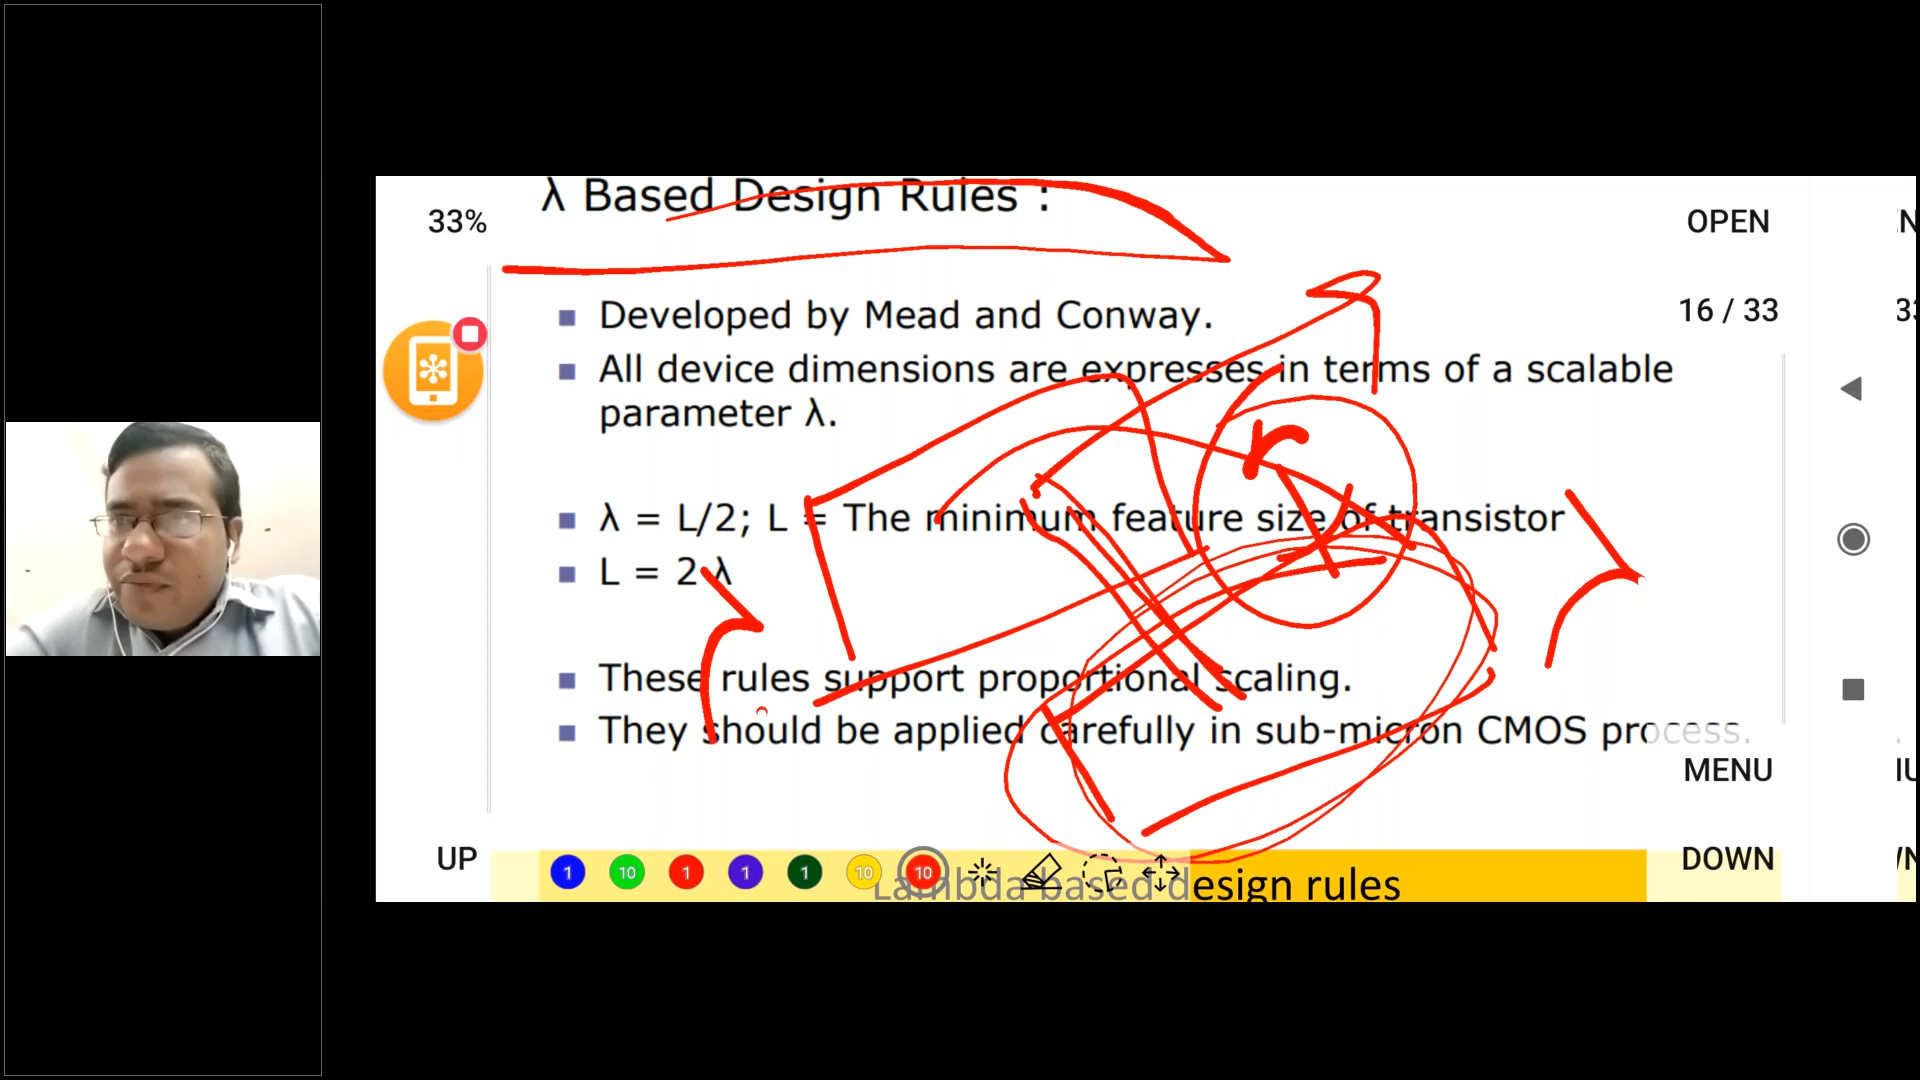 λ Based Design Rules :
33%
OPEN
Developed by Mead and Conway.
16 / 33
All device dimensions are expresses in terms of a scalable
parameter λ.
λ = L/2; L = The minimum feature size of transistor
L = 2 λ
These rules support proportional scaling.
They should be applied carefully in sub-micron CMOS process.
MENU
UP
DOWN
1 10 1 1 1 10 10
Lambda based design rules